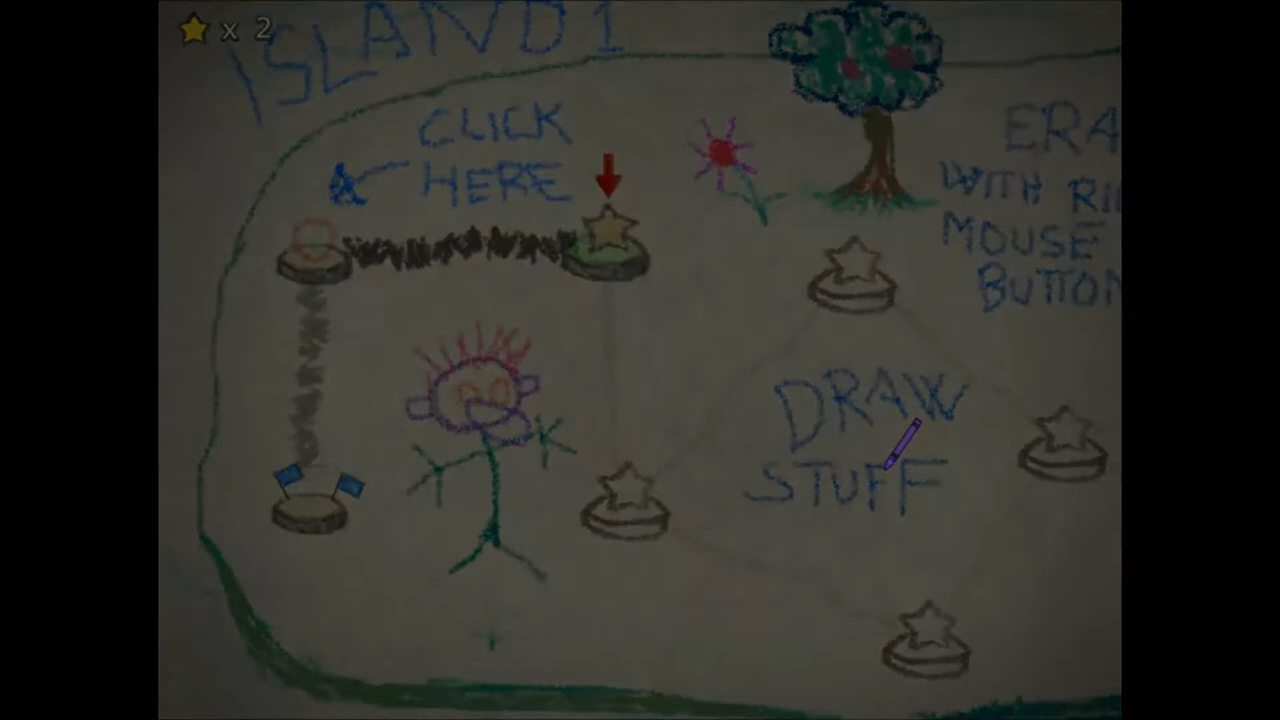 x 2
ISLAND 1
CLICK
HERE
ERA
WITH RI
MOUSE
BUTTON
DRAW
STUFF